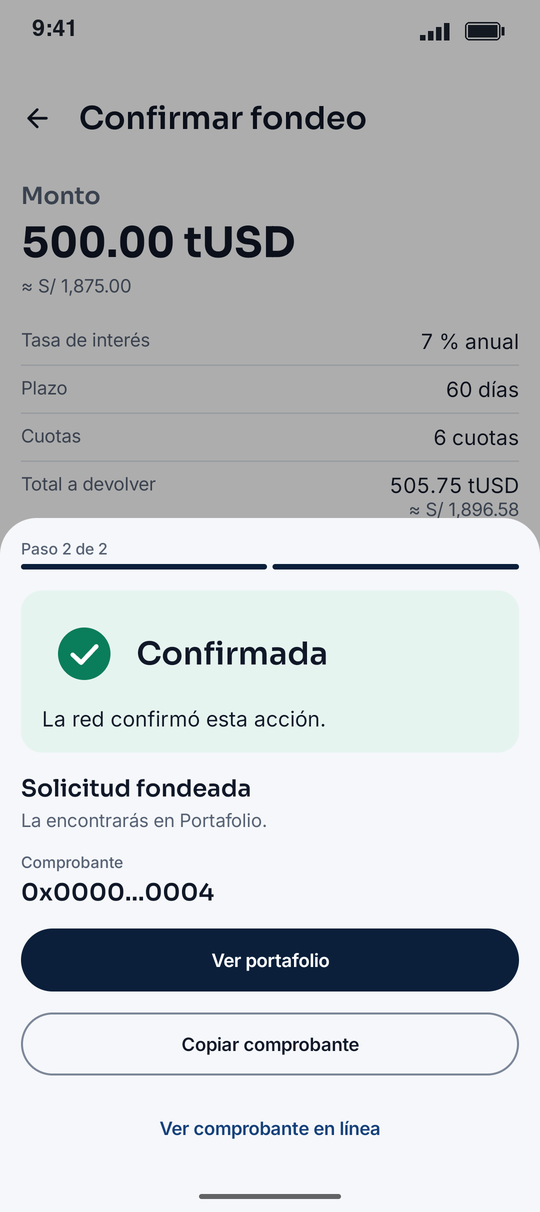 9:41
Confirmar fondeo
Monto
500.00 tUSD
≈ S/ 1,875.00
Tasa de interés 7 % anual
Plazo 60 días
Cuotas 6 cuotas
Total a devolver 505.75 tUSD
≈ S/ 1,896.58
Paso 2 de 2
Confirmada
La red confirmó esta acción.
Solicitud fondeada
La encontrarás en Portafolio.
Comprobante
0x0000...0004
Ver portafolio
Copiar comprobante
Ver comprobante en línea